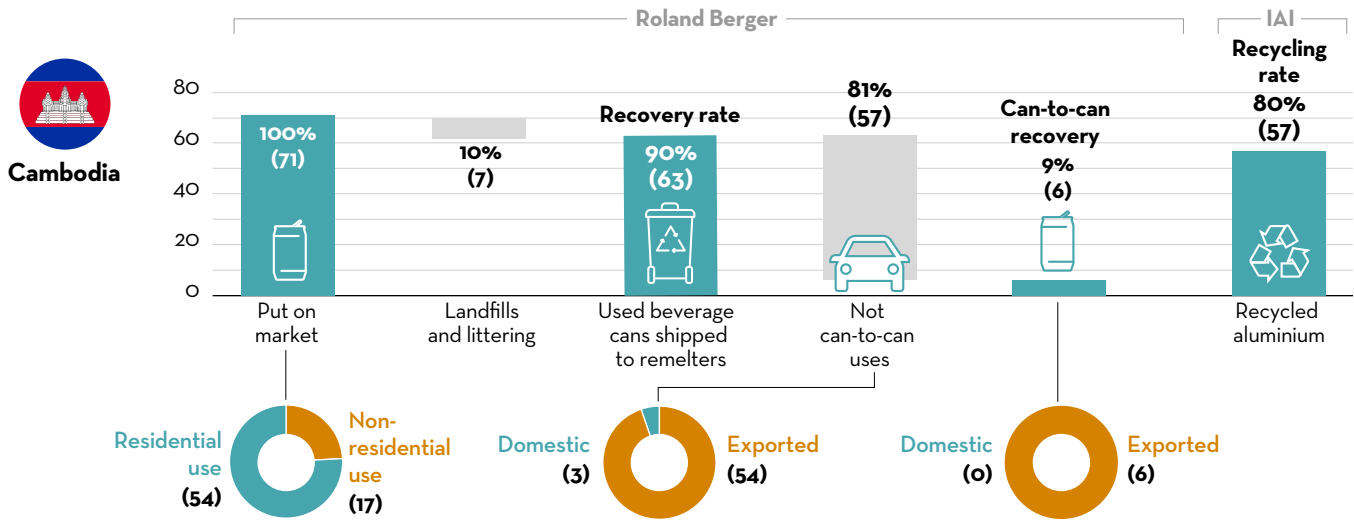 Roland Berger
IAI
Cambodia
80
60
40
20
0
100%
(71)
10%
(7)
Recovery rate
90%
(63)
81%
(57)
Can-to-can
recovery
9%
(6)
Recycling
rate
80%
(57)
Put on
market
Landfills
and littering
Used beverage
cans shipped
to remelters
Not
can-to-can
uses
Recycled
aluminium
Residential
use
(54)
Non-
residential
use
(17)
Domestic
(3)
Exported
(54)
Domestic
(0)
Exported
(6)